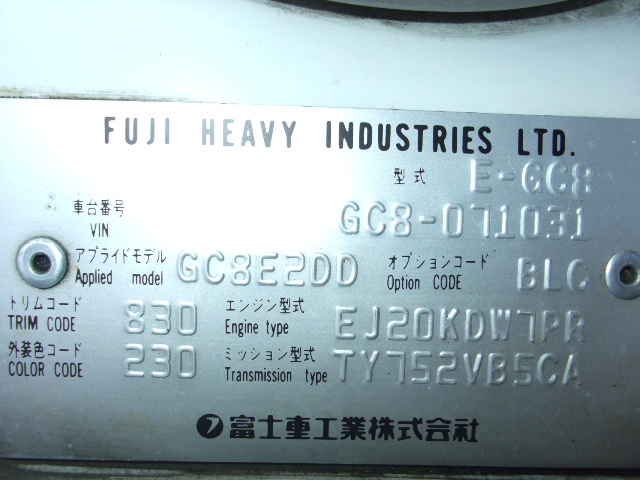 FUJI HEAVY INDUSTRIES LTD.
型式 E-GC8
車台番号 VIN GC8-071031
アプライドモデル Applied model GC8E2DD オプションコード Option CODE BLC
トリムコード TRIM CODE 830 エンジン型式 Engine type EJ20KDW7PR
外装色コード COLOR CODE 230 ミッション型式 Transmission type TY752VB5CA
富士重工業株式会社